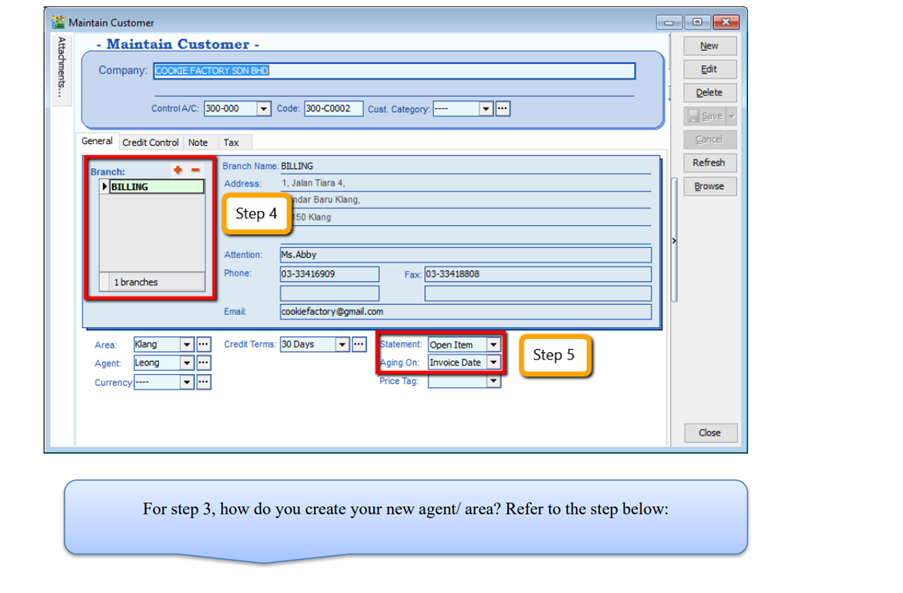 Maintain Customer
Attachments...
- Maintain Customer -
Company: COOKIE FACTORY SDN BHD
Control A/C: 300-000 Code: 300-C0002 Cust. Category: ---- ...
General Credit Control Note Tax
Branch:
BILLING
1 branches
Branch Name: BILLING
Address: 1, Jalan Tiara 4,
ndar Baru Klang,
150 Klang
Step 4
Attention: Ms.Abby
Phone: 03-33416909 Fax: 03-33418808
Email: cookiefactory@gmail.com
Area: Klang ... Credit Terms: 30 Days ... Statement: Open Item
Agent: Leong ... Aging On: Invoice Date
Currency: ---- ... Price Tag:
Step 5
New
Edit
Delete
Save
Cancel
Refresh
Browse
Close
For step 3, how do you create your new agent/ area? Refer to the step below: